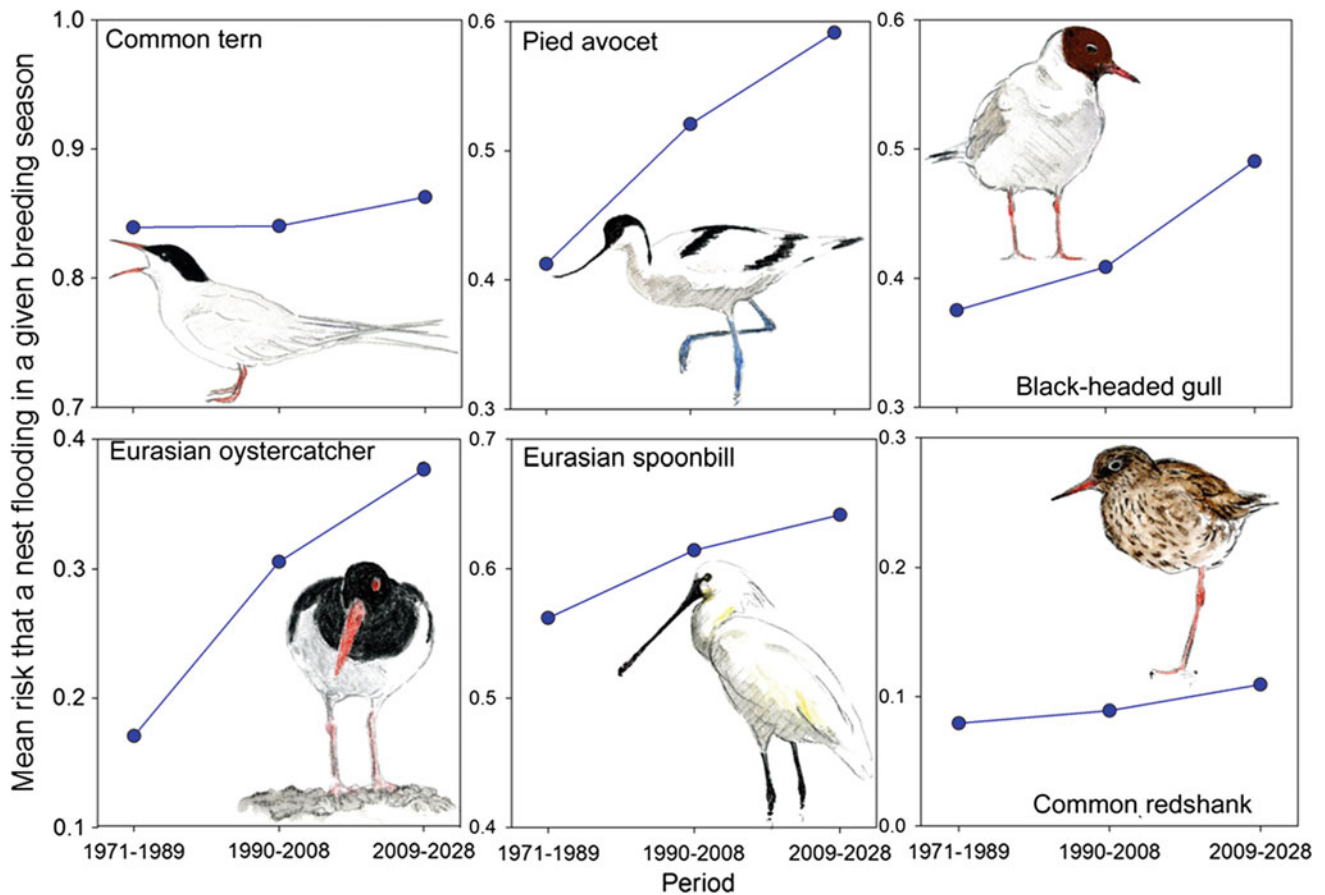 Mean risk that a nest flooding in a given breeding season
Common tern
1.0
0.9
0.8
0.7
Pied avocet
0.6
0.5
0.4
0.3
Black-headed gull
0.6
0.5
0.4
0.3
Eurasian oystercatcher
0.4
0.3
0.2
0.1
1971-1989 1990-2008 2009-2028
Eurasian spoonbill
0.7
0.6
0.5
0.4
1971-1989 1990-2008 2009-2028
Common redshank
0.3
0.2
0.1
0.0
1971-1989 1990-2008 2009-2028
Period